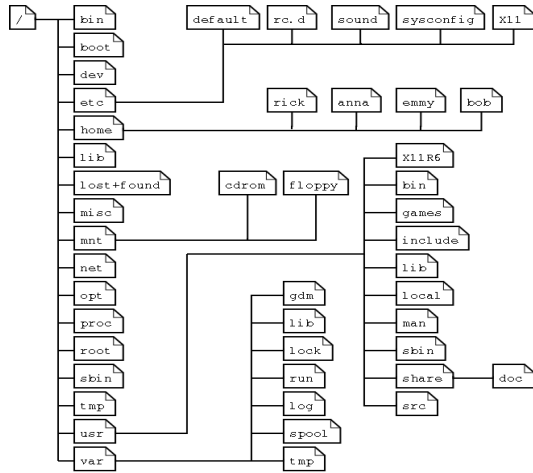 / bin default rc.d sound sysconfig X11
boot
dev
etc rick anna emmy bob
home
lib X11R6
lost+found cdrom floppy bin
misc games
mnt include
net lib
opt gdm local
proc lib man
root lock sbin
sbin run share doc
tmp log src
usr spool
var tmp